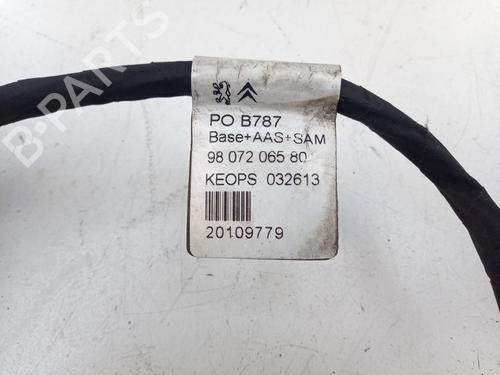 PO B787
Base+AAS+SAM
98 072 065 80
KEOPS 032613
20109779
B-PARTS